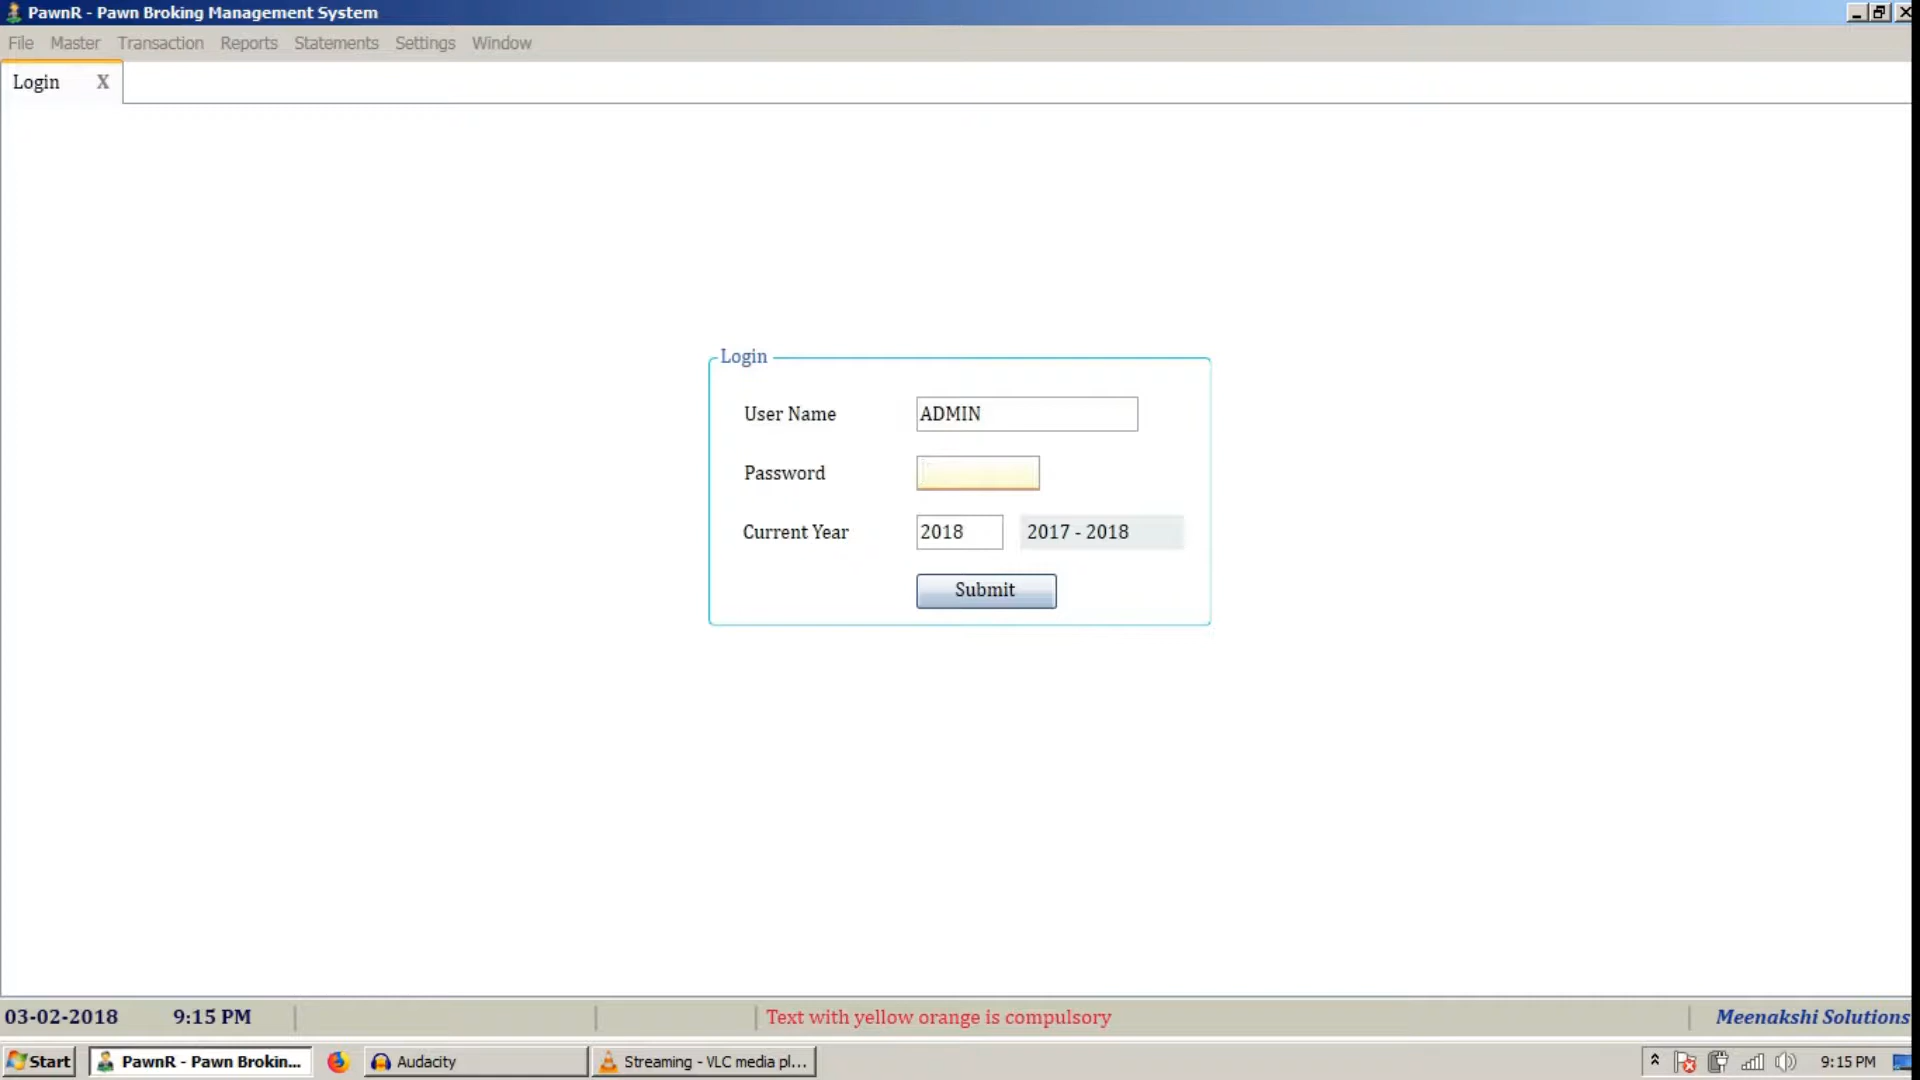 PawnR - Pawn Broking Management System
File Master Transaction Reports Statements Settings Window
Login X
Login
User Name ADMIN
Password
Current Year 2018 2017 - 2018
Submit
03-02-2018 9:15 PM Text with yellow orange is compulsory Meenakshi Solutions
Start PawnR - Pawn Brokin... Audacity Streaming - VLC media pl... 9:15 PM